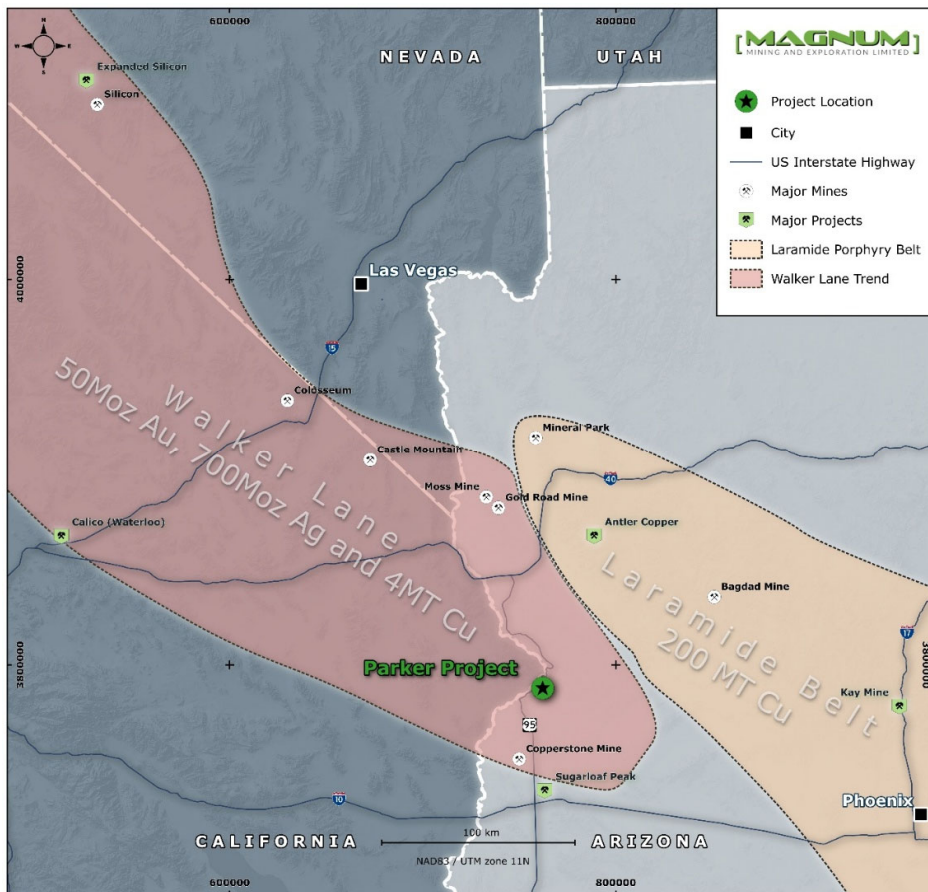 600000
800000
N
W
E
S
NEVADA
UTAH
[MAGNUM]
MINING AND EXPLORATION LIMITED
Project Location
City
US Interstate Highway
Major Mines
Major Projects
Laramide Porphyry Belt
Walker Lane Trend
Expanded Silicon
Silicon
4000000
Las Vegas
15
Colosseum
Castle Mountain
Mineral Park
Moss Mine
Gold Road Mine
40
Walker Lane
50Moz Au, 700Moz Ag and 4MT Cu
Calico (Waterloo)
Antler Copper
Bagdad Mine
Laramide Belt
200 MT Cu
17
3800000
3800000
Parker Project
Kay Mine
95
Copperstone Mine
Sugarloaf Peak
10
Phoenix
CALIFORNIA
100 km
ARIZONA
NAD83 / UTM zone 11N
600000
800000